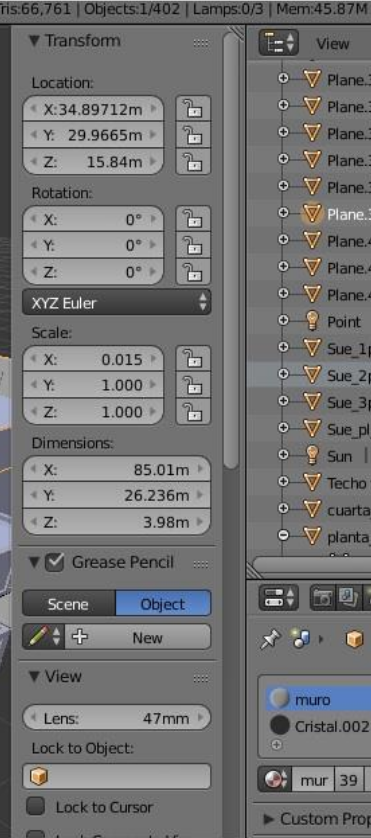 ris:66,761 | Objects:1/402 | Lamps:0/3 | Mem:45.87M
Transform
Location:
X:34.89712m
Y: 29.9665m
Z: 15.84m
Rotation:
X: 0°
Y: 0°
Z: 0°
XYZ Euler
Scale:
X: 0.015
Y: 1.000
Z: 1.000
Dimensions:
X: 85.01m
Y: 26.236m
Z: 3.98m
Grease Pencil
Scene Object
New
View
Lens: 47mm
Lock to Object:
Lock to Cursor
View
Plane.
Plane.
Plane.
Plane.
Plane.
Plane.
Plane.4
Plane.4
Plane.4
Point
Sue_1p
Sue_2p
Sue_3p
Sue_pl
Sun
Techo
cuarta
planta_
muro
Cristal.002
mur 39
Custom Prop